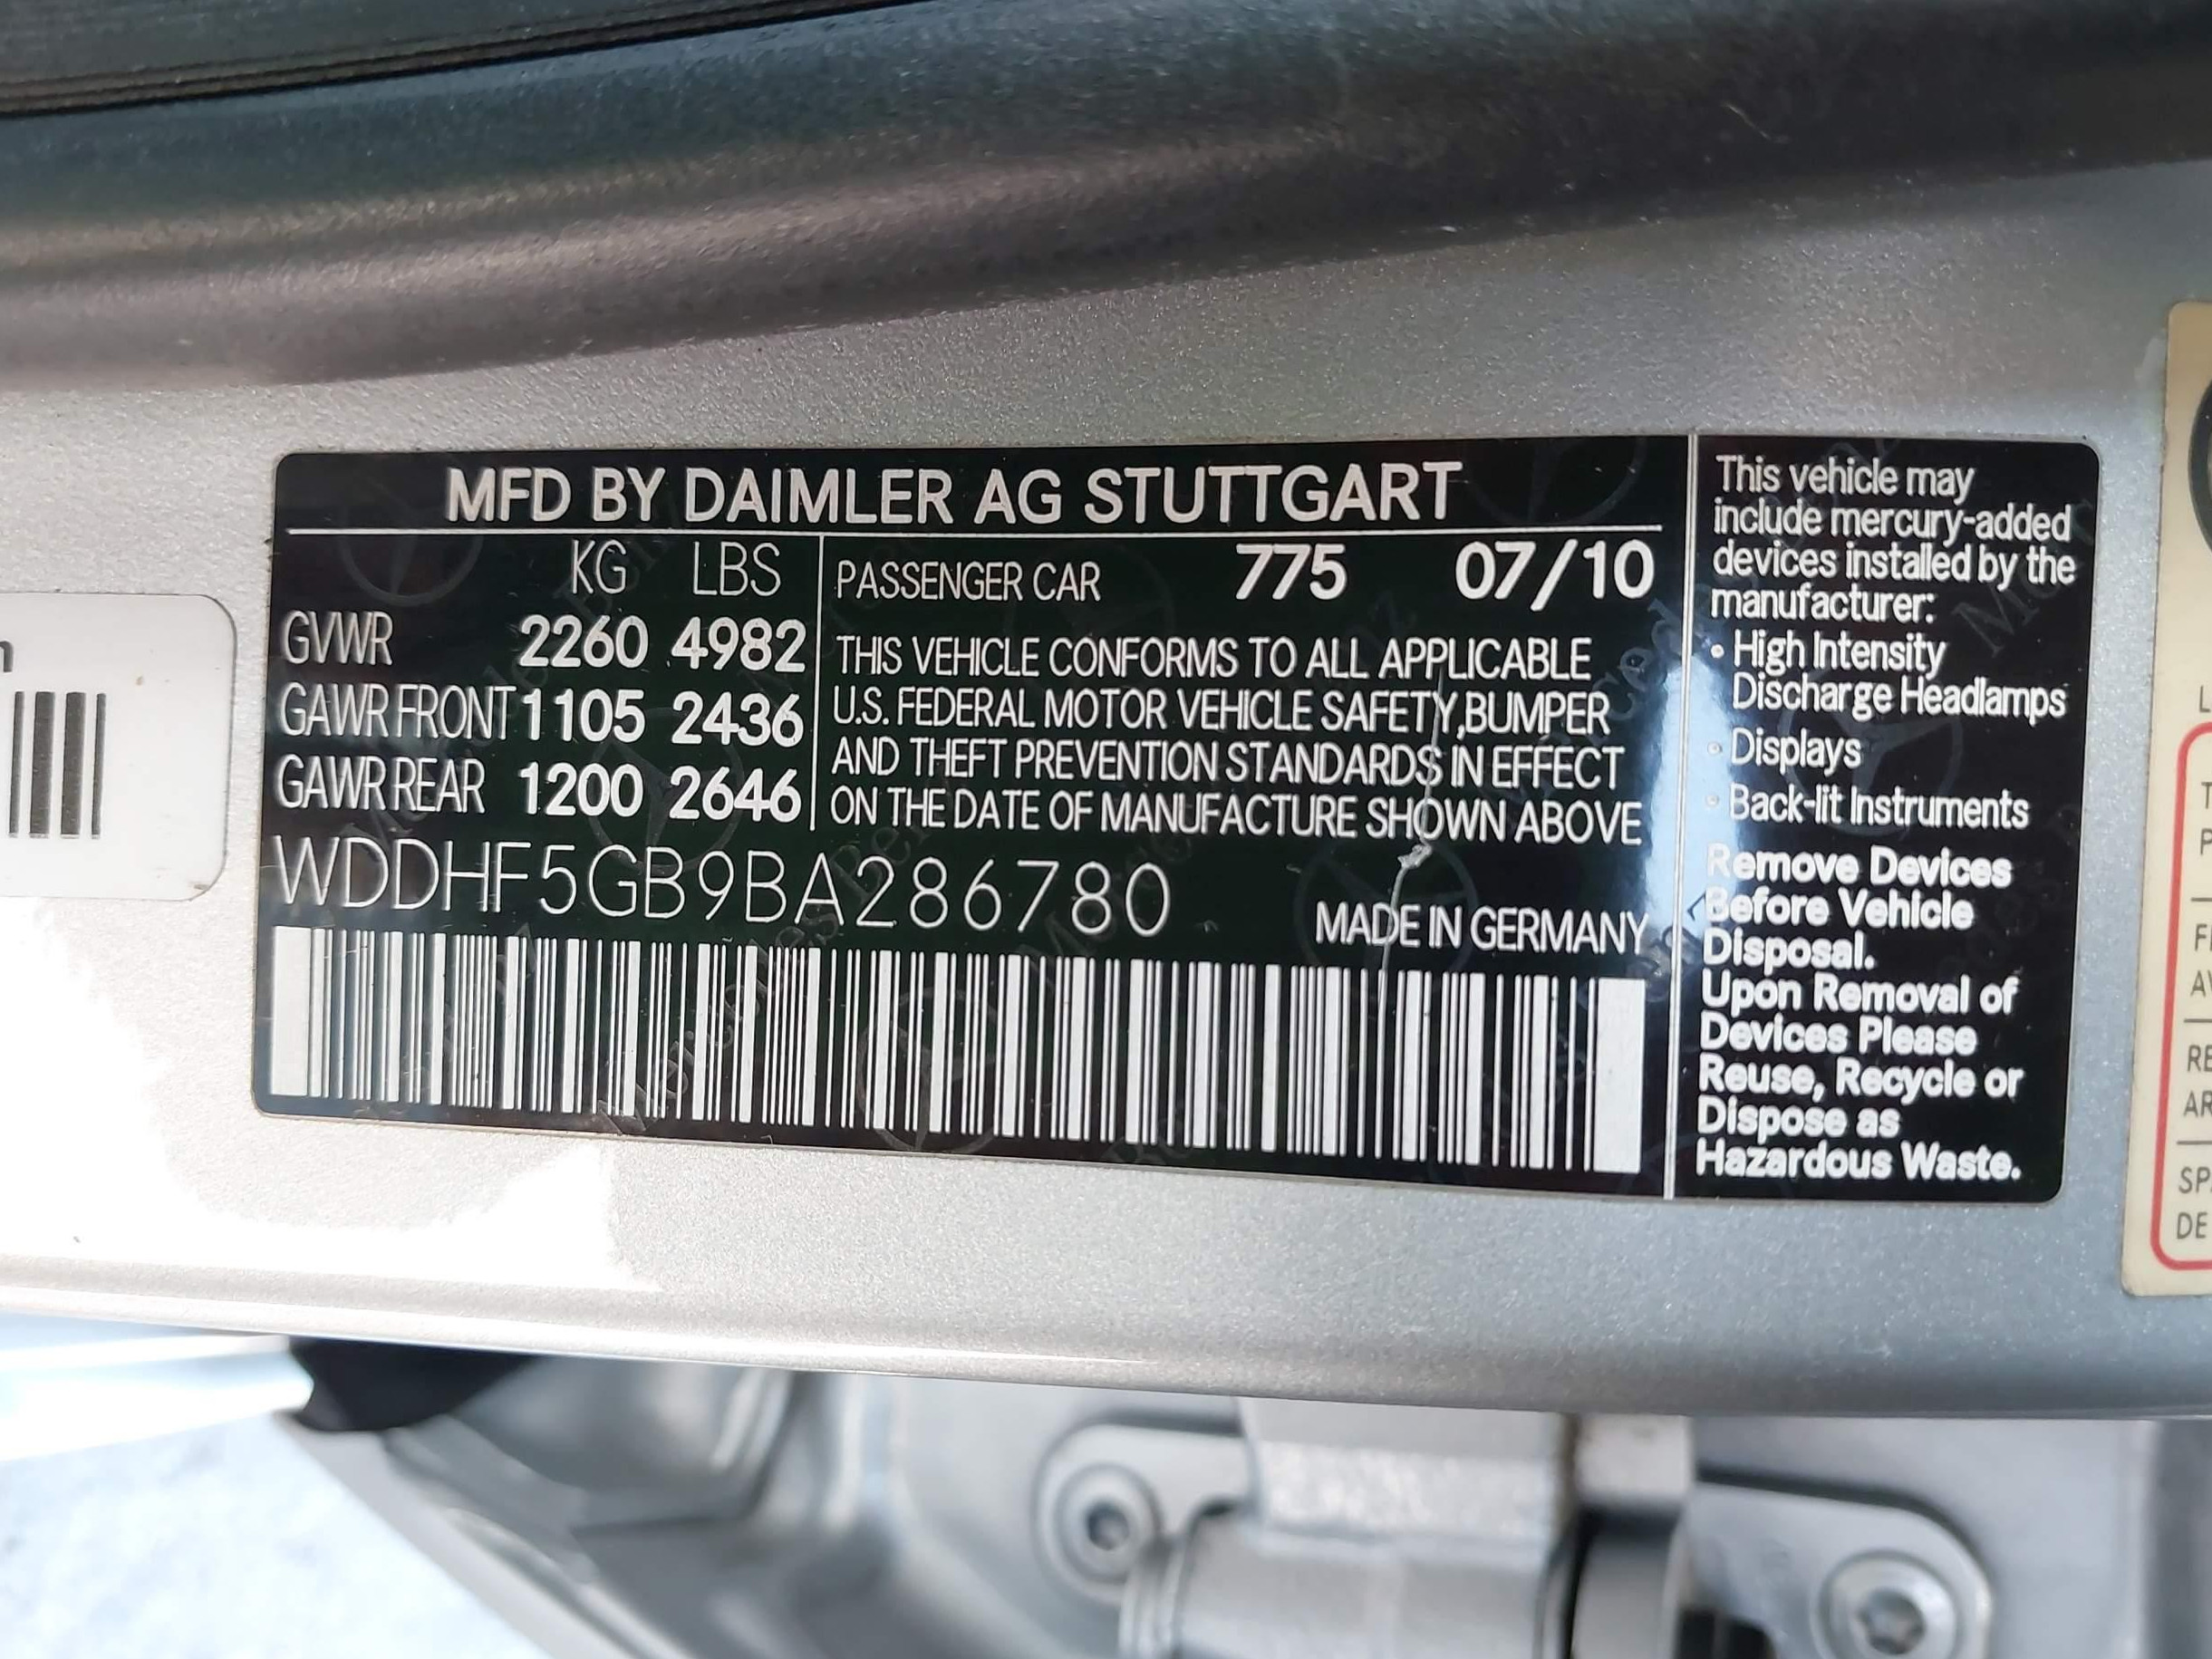 MFD BY DAIMLER AG STUTTGART
KG LBS
GVWR 2260 4982
GAWR FRONT 1105 2436
GAWR REAR 1200 2646
PASSENGER CAR 775 07/10
THIS VEHICLE CONFORMS TO ALL APPLICABLE
U.S. FEDERAL MOTOR VEHICLE SAFETY,BUMPER
AND THEFT PREVENTION STANDARDS IN EFFECT
ON THE DATE OF MANUFACTURE SHOWN ABOVE
WDDHF5GB9BA286780
MADE IN GERMANY
This vehicle may
include mercury-added
devices installed by the
manufacturer:
• High Intensity
Discharge Headlamps
• Displays
• Back-lit Instruments
Remove Devices
Before Vehicle
Disposal.
Upon Removal of
Devices Please
Reuse, Recycle or
Dispose as
Hazardous Waste.